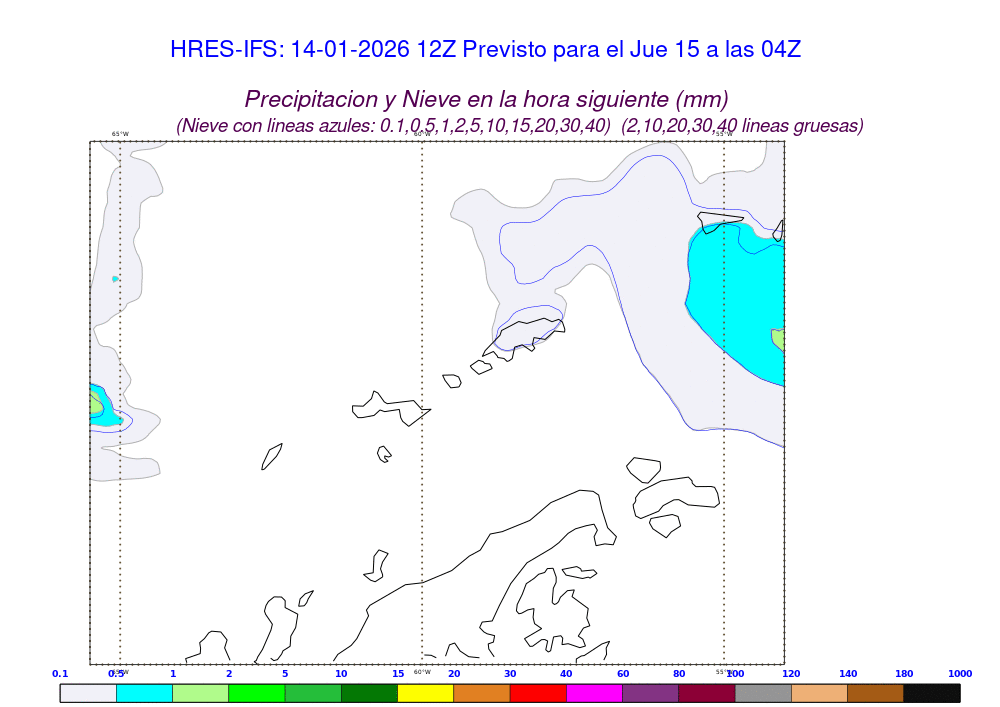 HRES-IFS: 14-01-2026 12Z Previsto para el Jue 15 a las 04Z
Precipitacion y Nieve en la hora siguiente (mm)
(Nieve con lineas azules: 0.1,0.5,1,2,5,10,15,20,30,40) (2,10,20,30,40 lineas gruesas)
65°W 60°W 55°W
65°W 60°W 55°W
0.1 0.5 1 2 5 10 15 20 30 40 60 80 100 120 140 180 1000